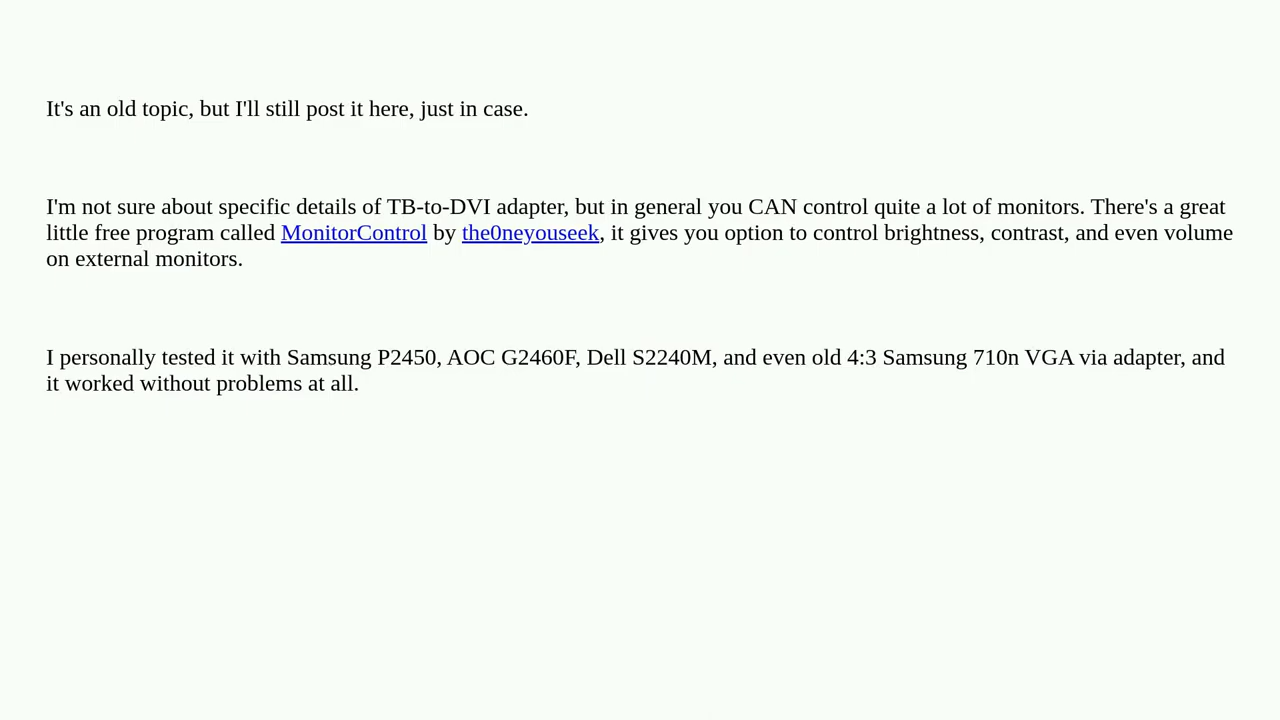 It's an old topic, but I'll still post it here, just in case.
I'm not sure about specific details of TB-to-DVI adapter, but in general you CAN control quite a lot of monitors. There's a great
little free program called MonitorControl by the0neyouseek, it gives you option to control brightness, contrast, and even volume
on external monitors.
I personally tested it with Samsung P2450, AOC G2460F, Dell S2240M, and even old 4:3 Samsung 710n VGA via adapter, and
it worked without problems at all.